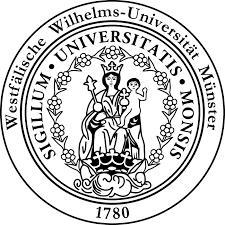 Westfälische Wilhelms-Universität Münster
SIGILLUM · UNIVERSITATIS · MONSIS
1780